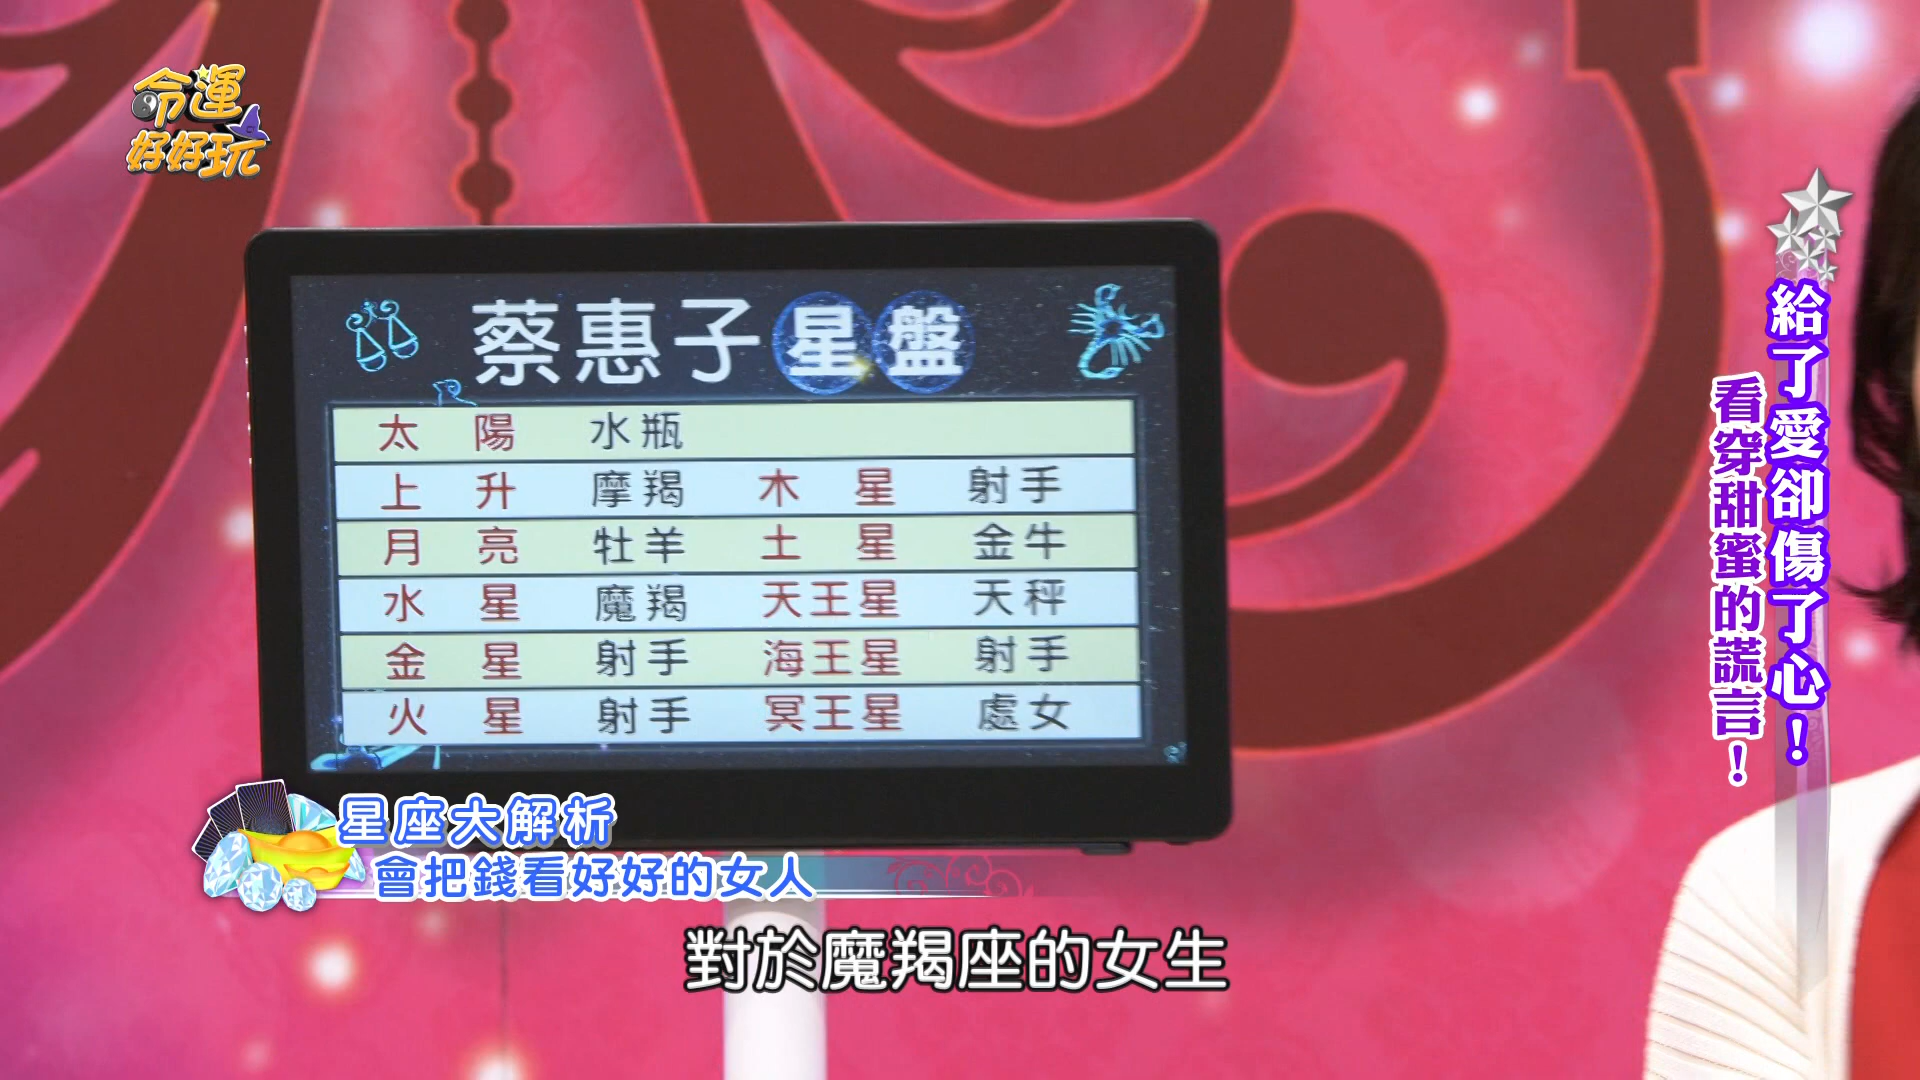 命運
好好玩
給了愛卻傷了心！
看穿甜蜜的謊言！
蔡惠子星盤
太陽 水瓶
上升 摩羯 木星 射手
月亮 牡羊 土星 金牛
水星 魔羯 天王星 天秤
金星 射手 海王星 射手
火星 射手 冥王星 處女
星座大解析
會把錢看好好的女人
對於魔羯座的女生